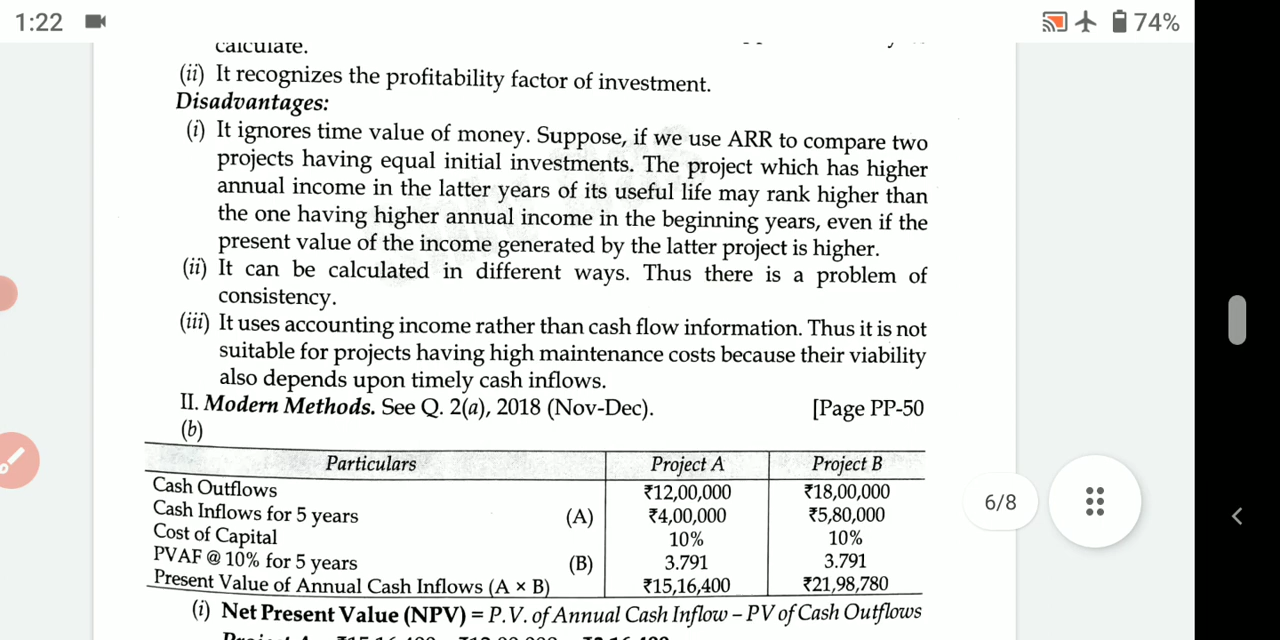 1:22 74%
calculate.
(ii) It recognizes the profitability factor of investment.
Disadvantages:
(i) It ignores time value of money. Suppose, if we use ARR to compare two
projects having equal initial investments. The project which has higher
annual income in the latter years of its useful life may rank higher than
the one having higher annual income in the beginning years, even if the
present value of the income generated by the latter project is higher.
(ii) It can be calculated in different ways. Thus there is a problem of
consistency.
(iii) It uses accounting income rather than cash flow information. Thus it is not
suitable for projects having high maintenance costs because their viability
also depends upon timely cash inflows.
II. Modern Methods. See Q. 2(a), 2018 (Nov-Dec). [Page PP-50
(b)
Particulars Project A Project B
Cash Outflows ₹12,00,000 ₹18,00,000
Cash Inflows for 5 years (A) ₹4,00,000 ₹5,80,000
Cost of Capital 10% 10%
PVAF @ 10% for 5 years (B) 3.791 3.791
Present Value of Annual Cash Inflows (A × B) ₹15,16,400 ₹21,98,780
6/8
(i) Net Present Value (NPV) = P.V. of Annual Cash Inflow – PV of Cash Outflows